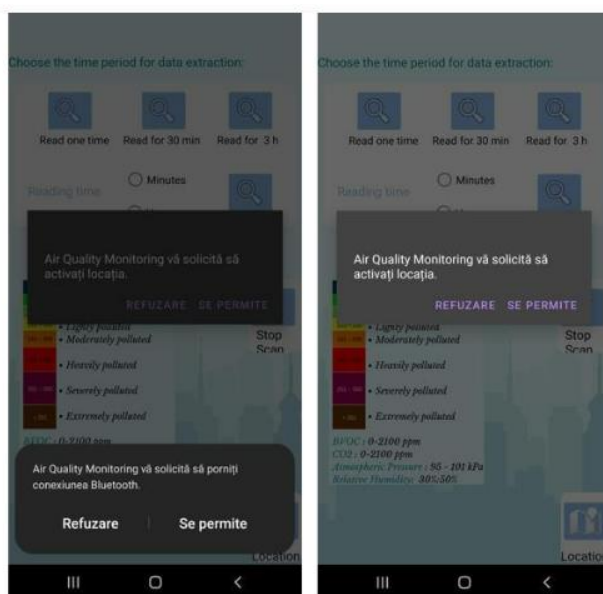 Choose the time period for data extraction:
Read one time
Read for 30 min
Read for 3 h
Reading time
Minutes
Air Quality Monitoring vă solicită să
activați locația.
REFUZARE
SE PERMITE
• Lightly polluted
• Moderately polluted
• Heavily polluted
• Severely polluted
• Extremely polluted
Stop
Scan
BVOC : 0-2100 ppm
Air Quality Monitoring vă solicită să porniți
conexiunea Bluetooth.
Refuzare
Se permite
Location
Choose the time period for data extraction:
Read one time
Read for 30 min
Read for 3 h
Reading time
Minutes
Air Quality Monitoring vă solicită să
activați locația.
REFUZARE
SE PERMITE
• Lightly polluted
• Moderately polluted
• Heavily polluted
• Severely polluted
• Extremely polluted
Stop
Scan
BVOC : 0-2100 ppm
CO2 : 0-2100 ppm
Atmospheric Pressure : 95 - 101 kPa
Relative Humidity: 30%:50%
Location